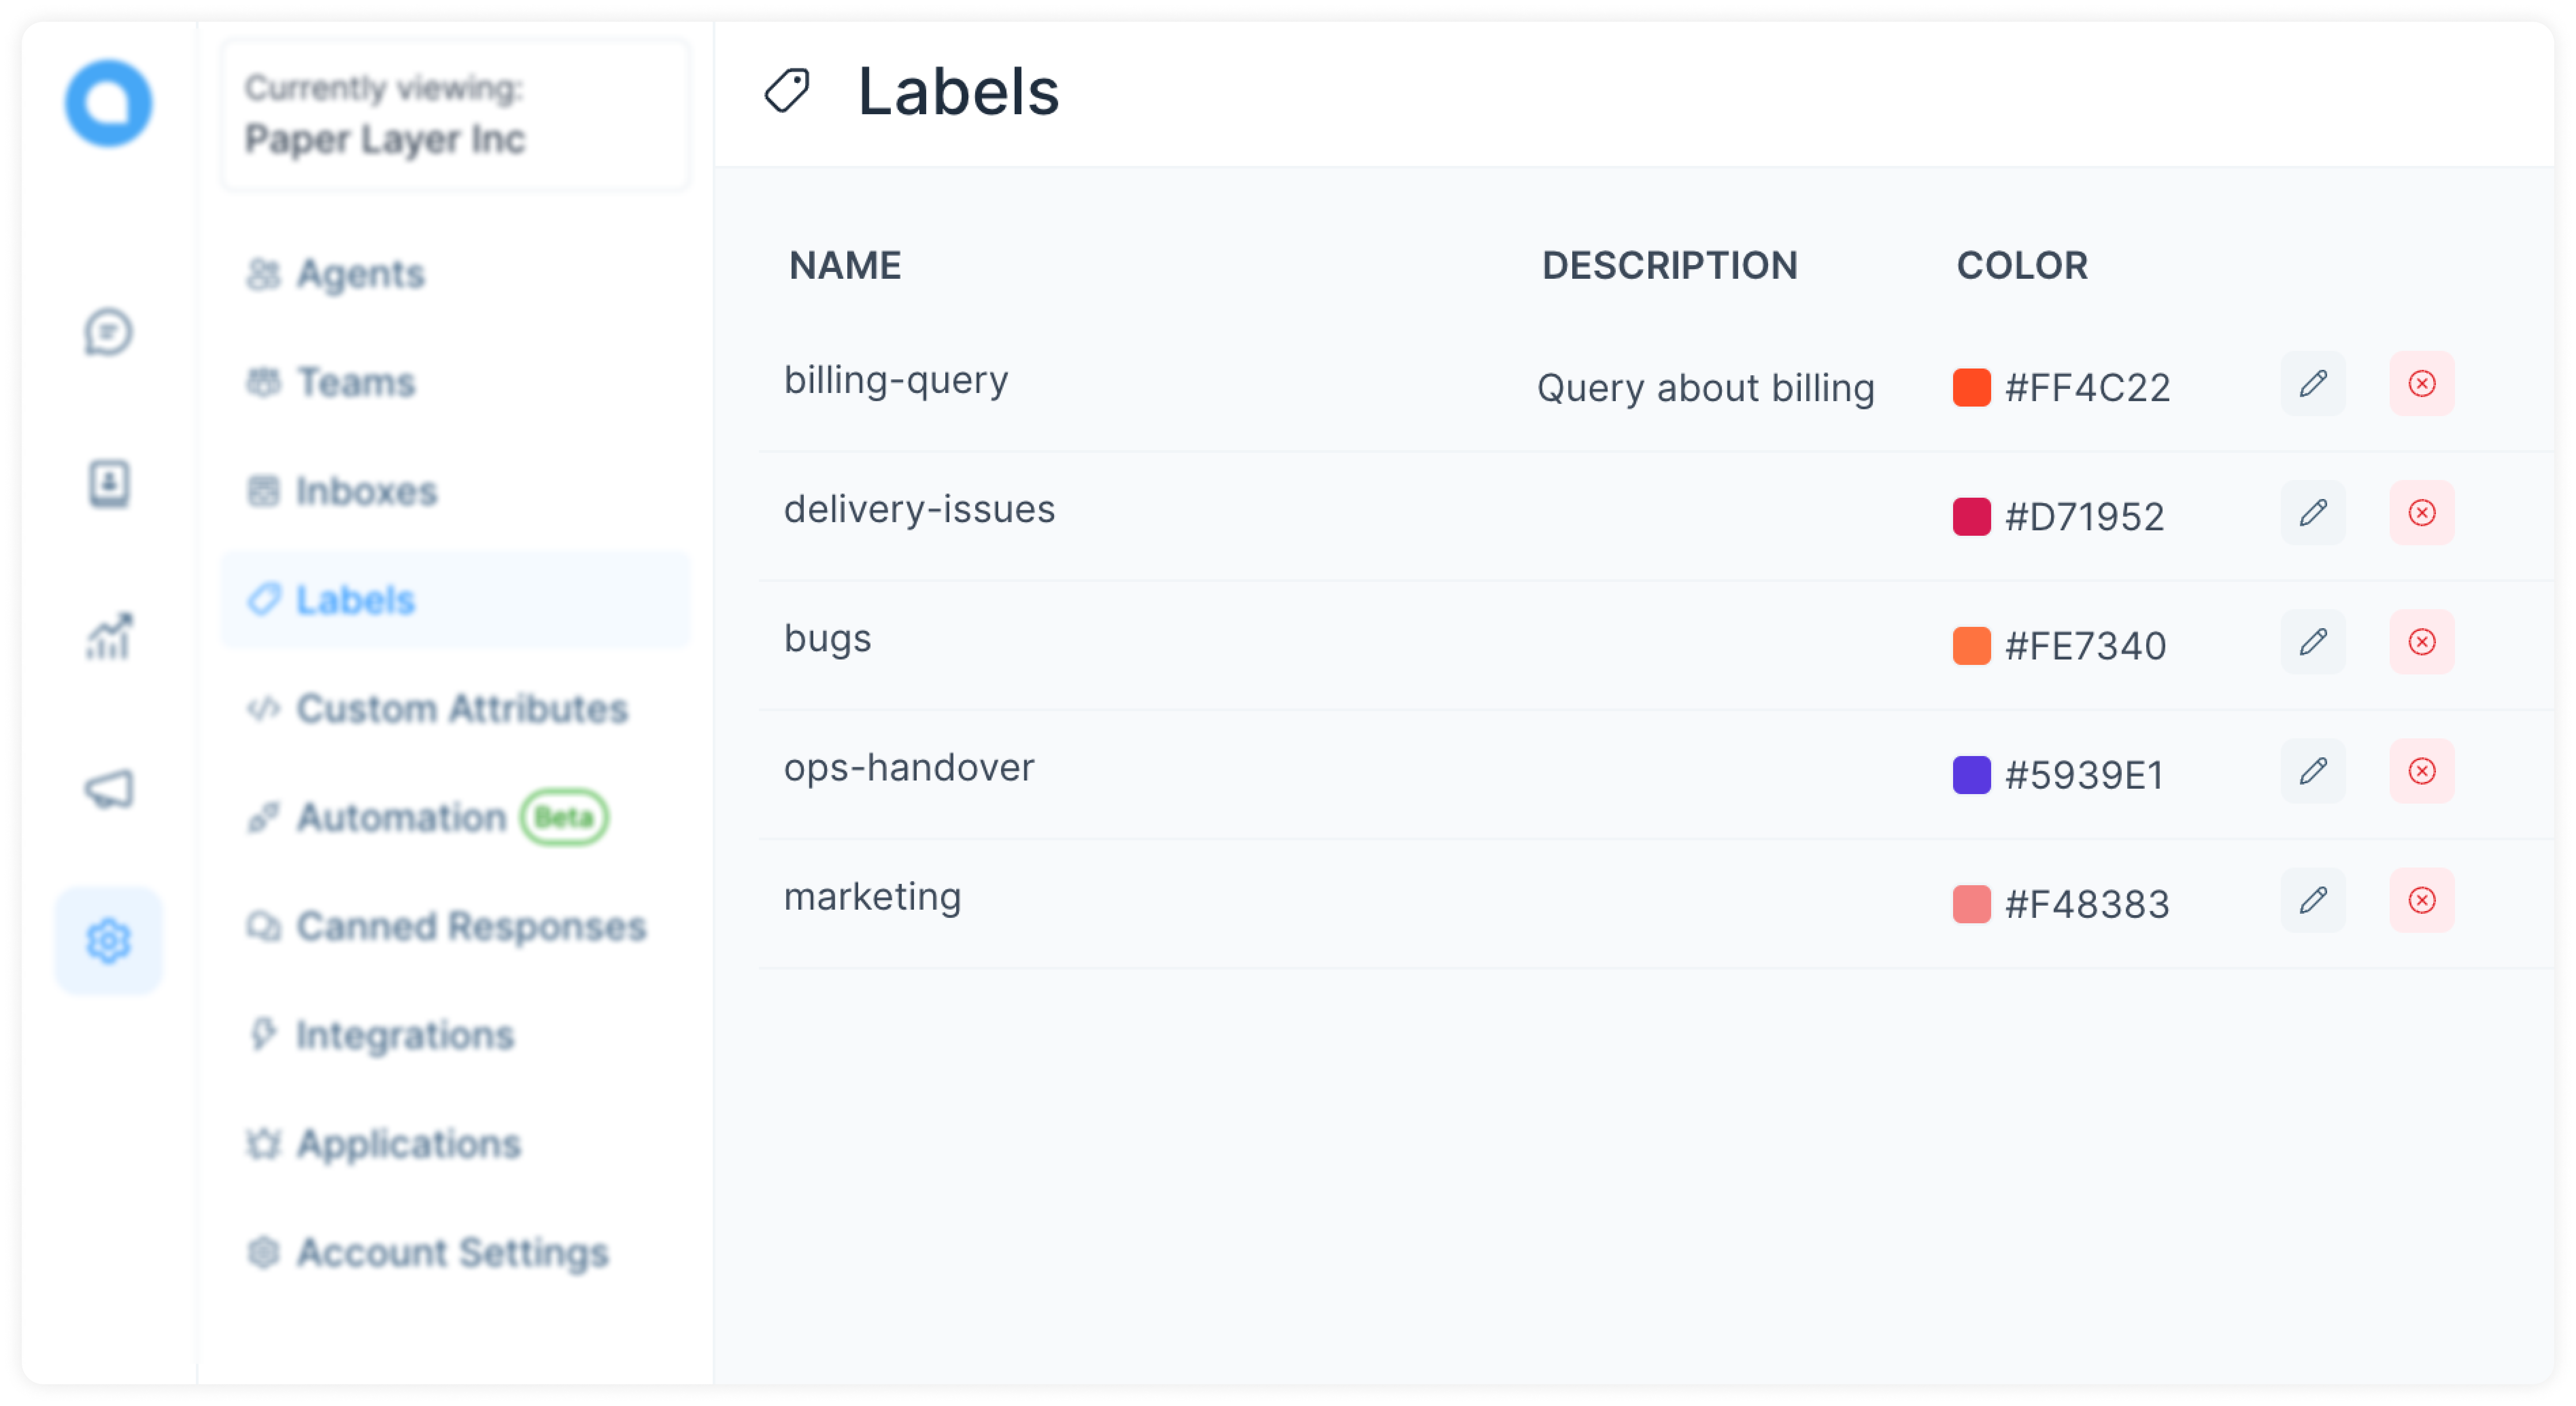 Currently viewing:
Paper Layer Inc
Agents
Teams
Inboxes
Labels
Custom Attributes
Automation Beta
Canned Responses
Integrations
Applications
Account Settings
Labels
NAME DESCRIPTION COLOR
billing-query Query about billing #FF4C22
delivery-issues #D71952
bugs #FE7340
ops-handover #5939E1
marketing #F48383